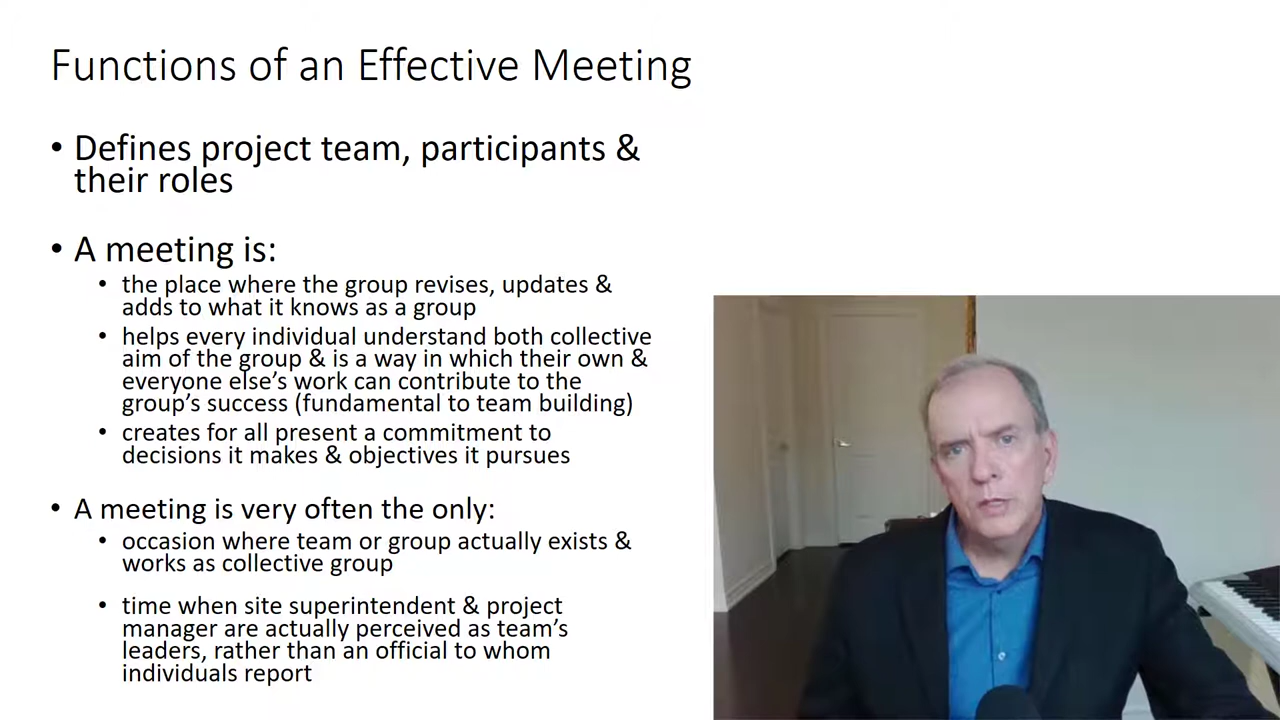 Functions of an Effective Meeting
• Defines project team, participants &
their roles
• A meeting is:
• the place where the group revises, updates &
adds to what it knows as a group
• helps every individual understand both collective
aim of the group & is a way in which their own &
everyone else's work can contribute to the
group's success (fundamental to team building)
• creates for all present a commitment to
decisions it makes & objectives it pursues
• A meeting is very often the only:
• occasion where team or group actually exists &
works as collective group
• time when site superintendent & project
manager are actually perceived as team's
leaders, rather than an official to whom
individuals report